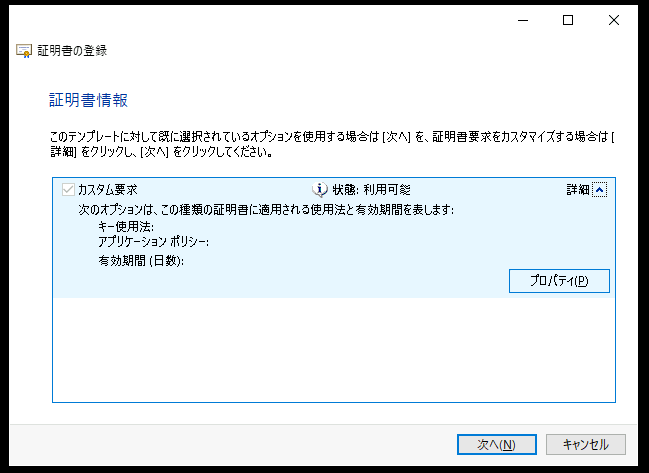 証明書の登録
証明書情報
このテンプレートに対して既に選択されているオプションを使用する場合は [次へ] を、証明書要求をカスタマイズする場合は [
詳細] をクリックし、[次へ] をクリックしてください。
カスタム要求 状態: 利用可能 詳細
次のオプションは、この種類の証明書に適用される使用法と有効期間を表します:
キー使用法:
アプリケーション ポリシー:
有効期間 (日数):
プロパティ(P)
次へ(N) キャンセル